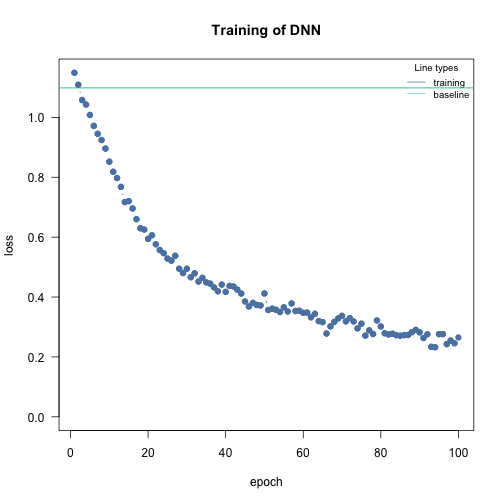 Training of DNN
Line types
training
baseline
loss
1.0
0.8
0.6
0.4
0.2
0.0
0 20 40 60 80 100
epoch